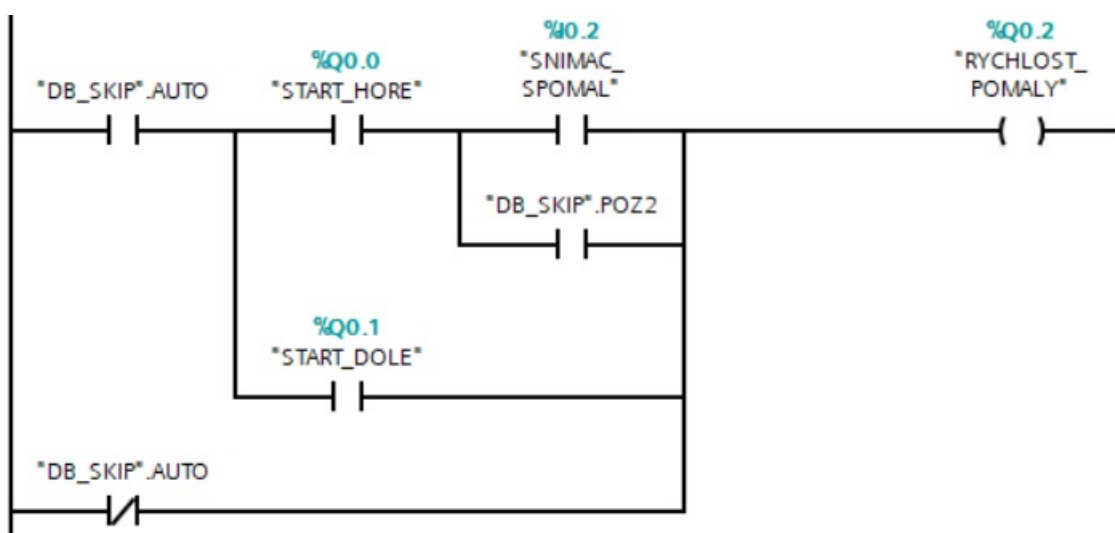 %I0.2
%Q0.2
%Q0.0
"SNIMAC_
"RYCHLOST_
"DB_SKIP".AUTO
"START_HORE"
SPOMAL"
POMALY"
"DB_SKIP".POZ2
%Q0.1
"START_DOLE"
"DB_SKIP".AUTO